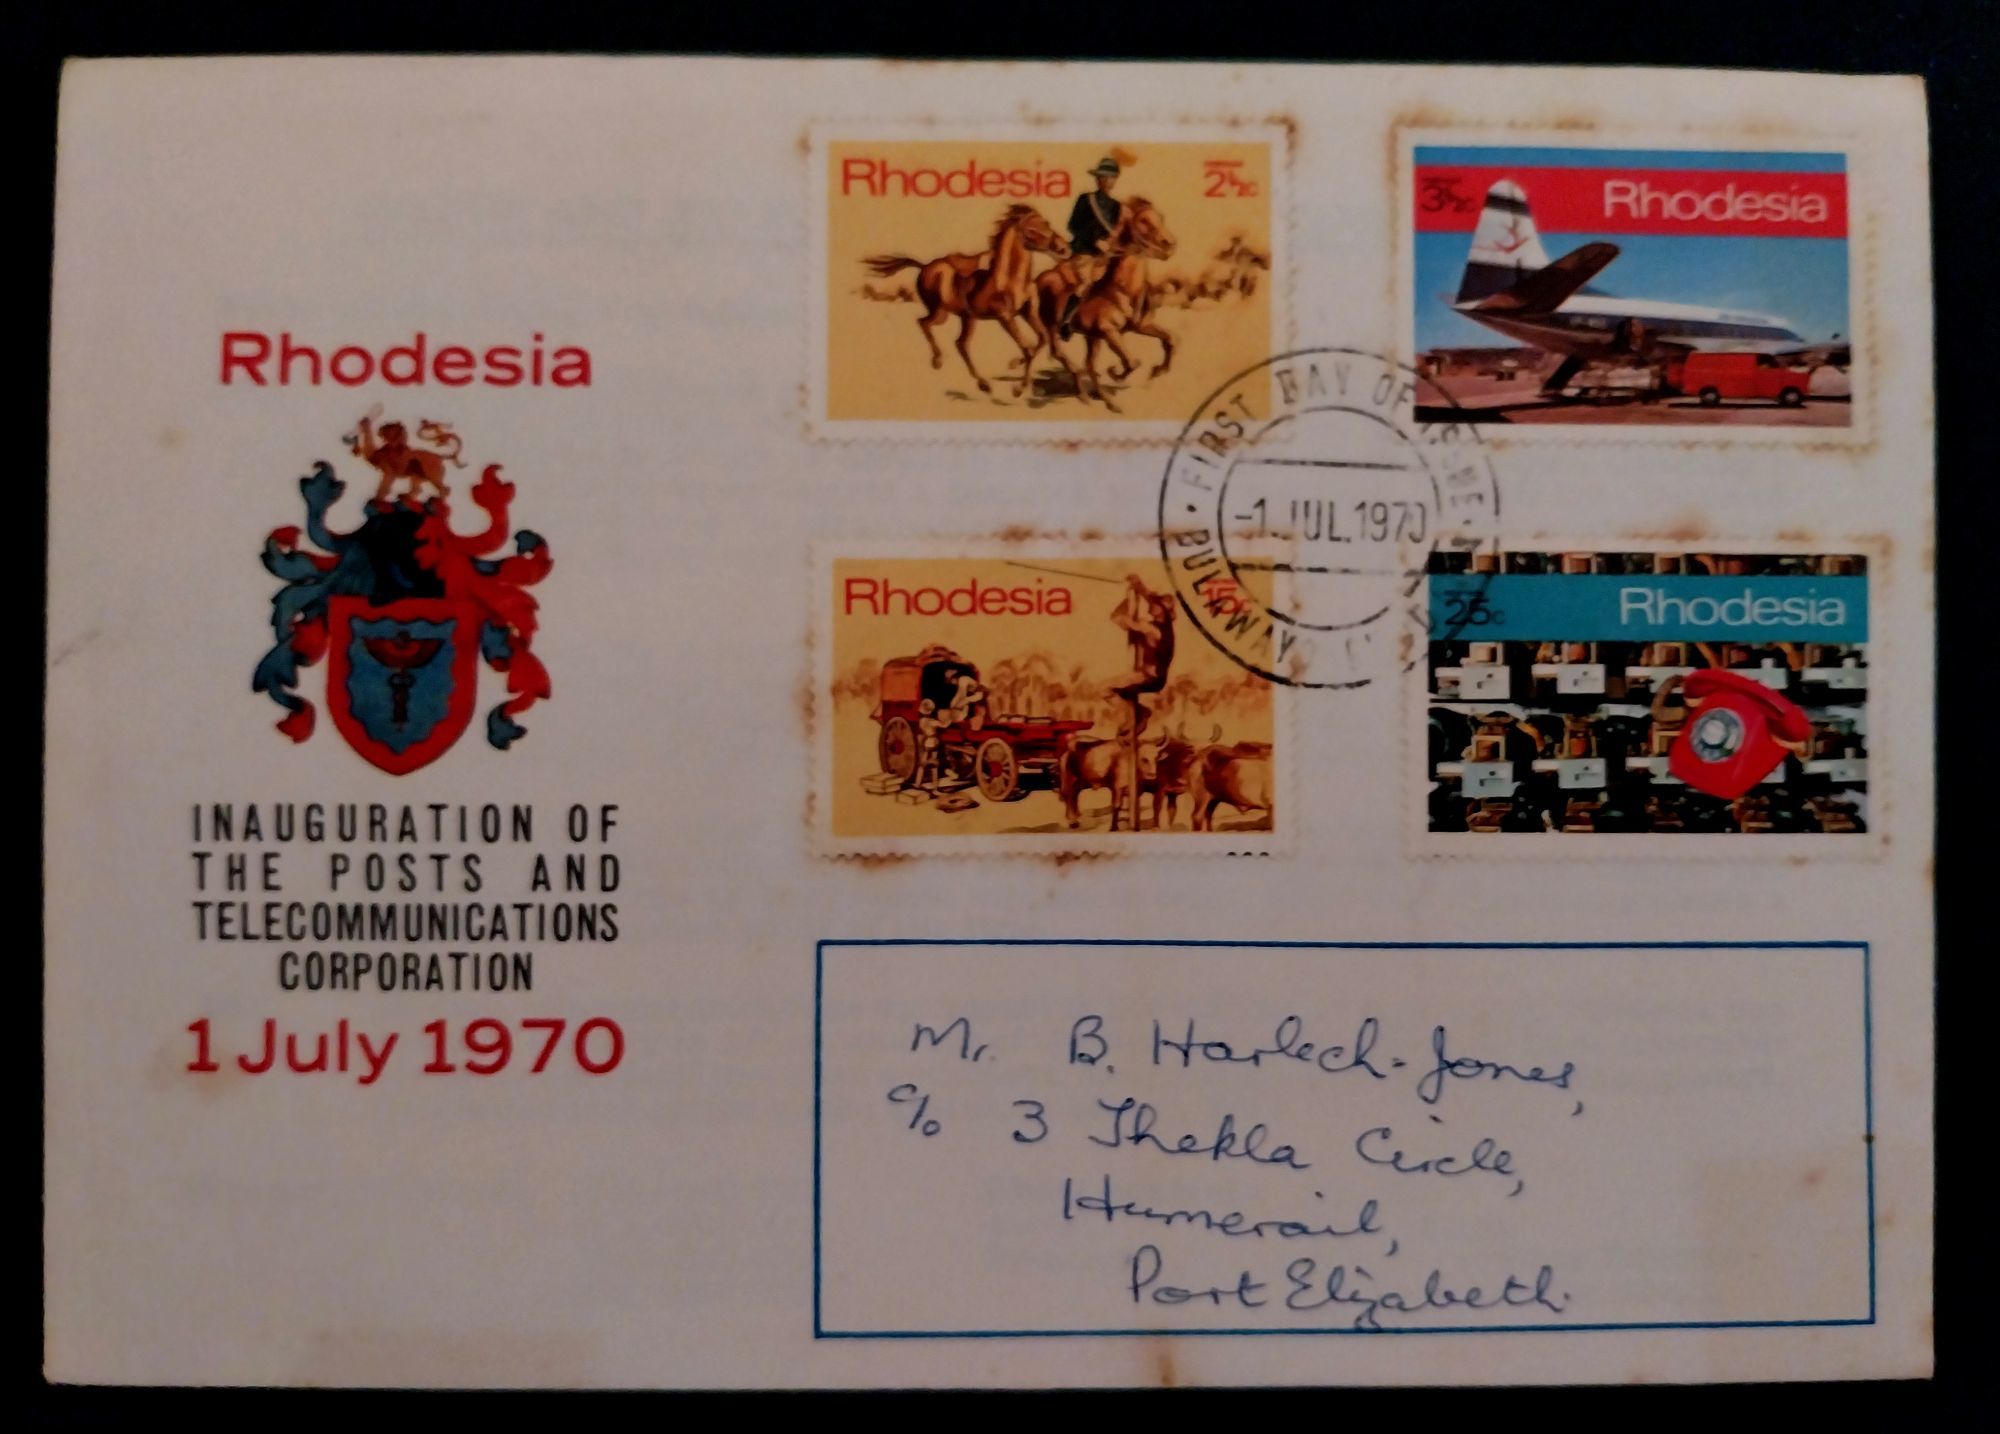 Rhodesia 2½c
3½c Rhodesia
FIRST DAY OF ISSUE
-1 JUL.1970
BULAWAYO
Rhodesia 15c
25c Rhodesia
Rhodesia
INAUGURATION OF
THE POSTS AND
TELECOMMUNICATIONS
CORPORATION
1 July 1970
Mr. B. Harlech-Jones,
c/o 3 Thekla Circle,
Humerail,
Port Elizabeth.